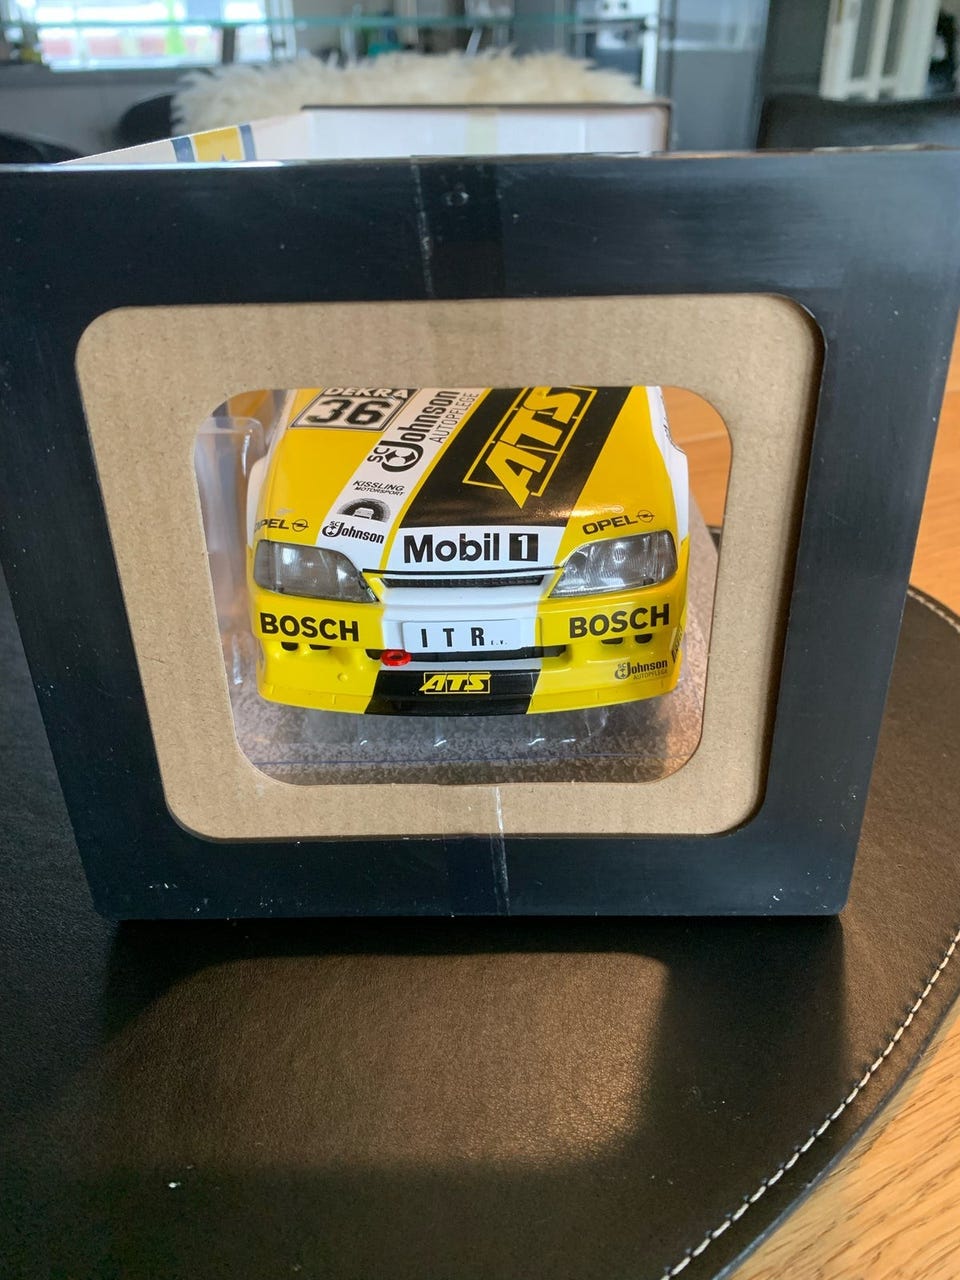 DEKRA
36
SC Johnson
AUTOPFLEGE
ATS
KISSLING
MOTORSPORT
SC Johnson
OPEL
OPEL
Mobil 1
BOSCH
ITR e.V.
BOSCH
ATS
SC Johnson
AUTOPFLEGE